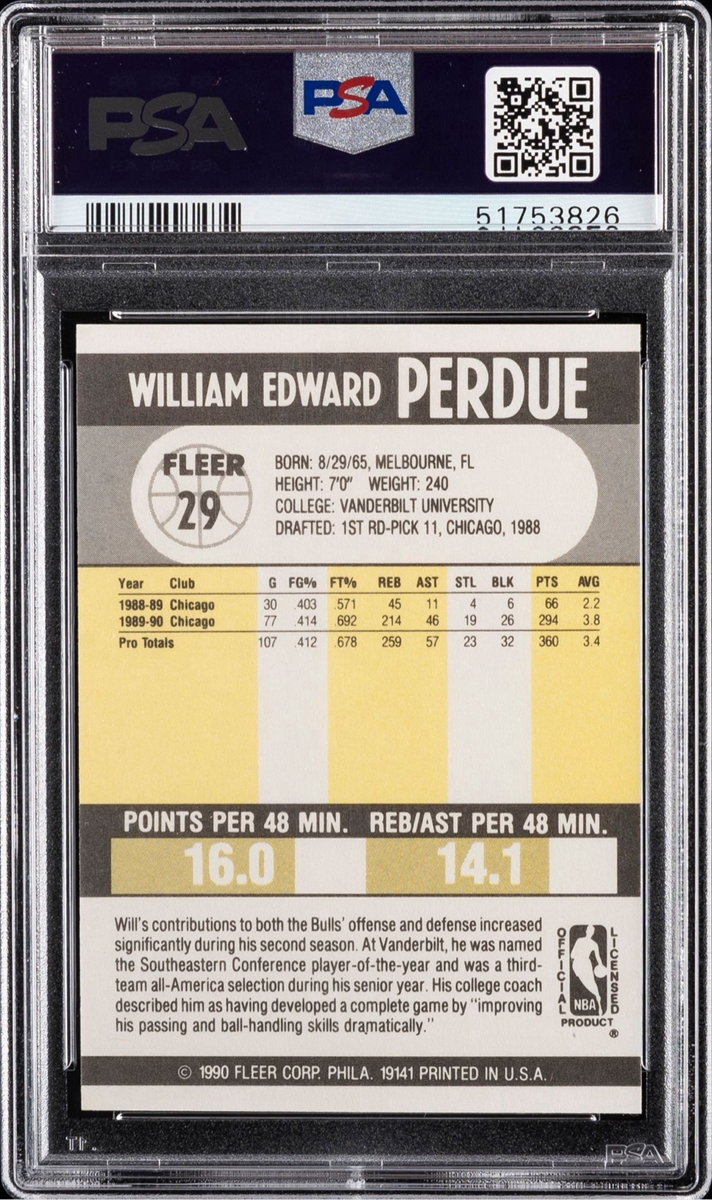 PSA PSA
51753826
WILLIAM EDWARD PERDUE
FLEER
29
BORN: 8/29/65, MELBOURNE, FL
HEIGHT: 7'0" WEIGHT: 240
COLLEGE: VANDERBILT UNIVERSITY
DRAFTED: 1ST RD-PICK 11, CHICAGO, 1988
Year Club G FG% FT% REB AST STL BLK PTS AVG
1988-89 Chicago 30 .403 .571 45 11 4 6 66 2.2
1989-90 Chicago 77 .414 .692 214 46 19 26 294 3.8
Pro Totals 107 .412 .678 259 57 23 32 360 3.4
POINTS PER 48 MIN. REB/AST PER 48 MIN.
16.0 14.1
Will's contributions to both the Bulls' offense and defense increased
significantly during his second season. At Vanderbilt, he was named
the Southeastern Conference player-of-the-year and was a third-
team all-America selection during his senior year. His college coach
described him as having developed a complete game by "improving
his passing and ball-handling skills dramatically."
OFFICIAL LICENSED
NBA
PRODUCT ®
© 1990 FLEER CORP. PHILA. 19141 PRINTED IN U.S.A.
PSA